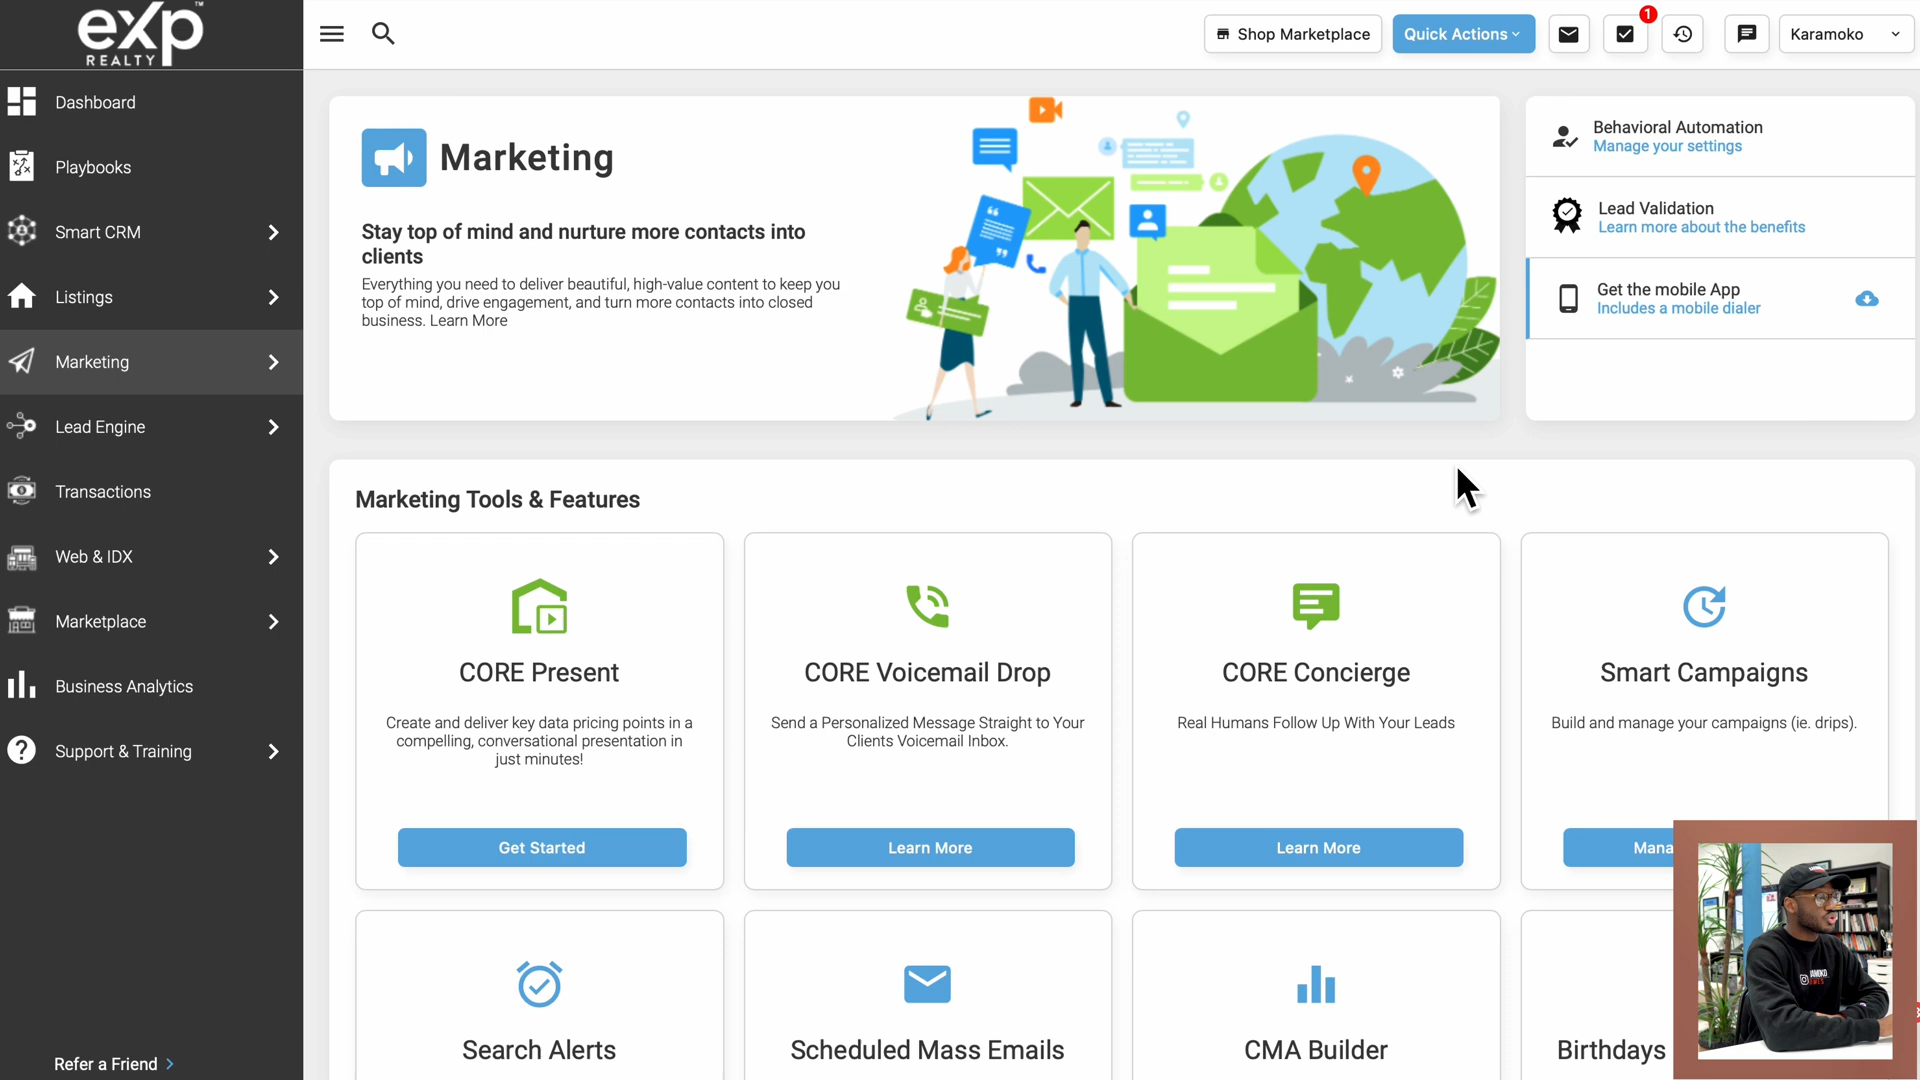 eXp
REALTY
Shop Marketplace
Quick Actions
1
Karamoko
Dashboard
Playbooks
Smart CRM
Listings
Marketing
Lead Engine
Transactions
Web & IDX
Marketplace
Business Analytics
Support & Training
Refer a Friend
Marketing
Stay top of mind and nurture more contacts into
clients
Everything you need to deliver beautiful, high-value content to keep you
top of mind, drive engagement, and turn more contacts into closed
business. Learn More
Behavioral Automation
Manage your settings
Lead Validation
Learn more about the benefits
Get the mobile App
Includes a mobile dialer
Marketing Tools & Features
CORE Present
Create and deliver key data pricing points in a
compelling, conversational presentation in
just minutes!
Get Started
CORE Voicemail Drop
Send a Personalized Message Straight to Your
Clients Voicemail Inbox.
Learn More
CORE Concierge
Real Humans Follow Up With Your Leads
Learn More
Smart Campaigns
Build and manage your campaigns (ie. drips).
Mana
Search Alerts
Scheduled Mass Emails
CMA Builder
Birthdays